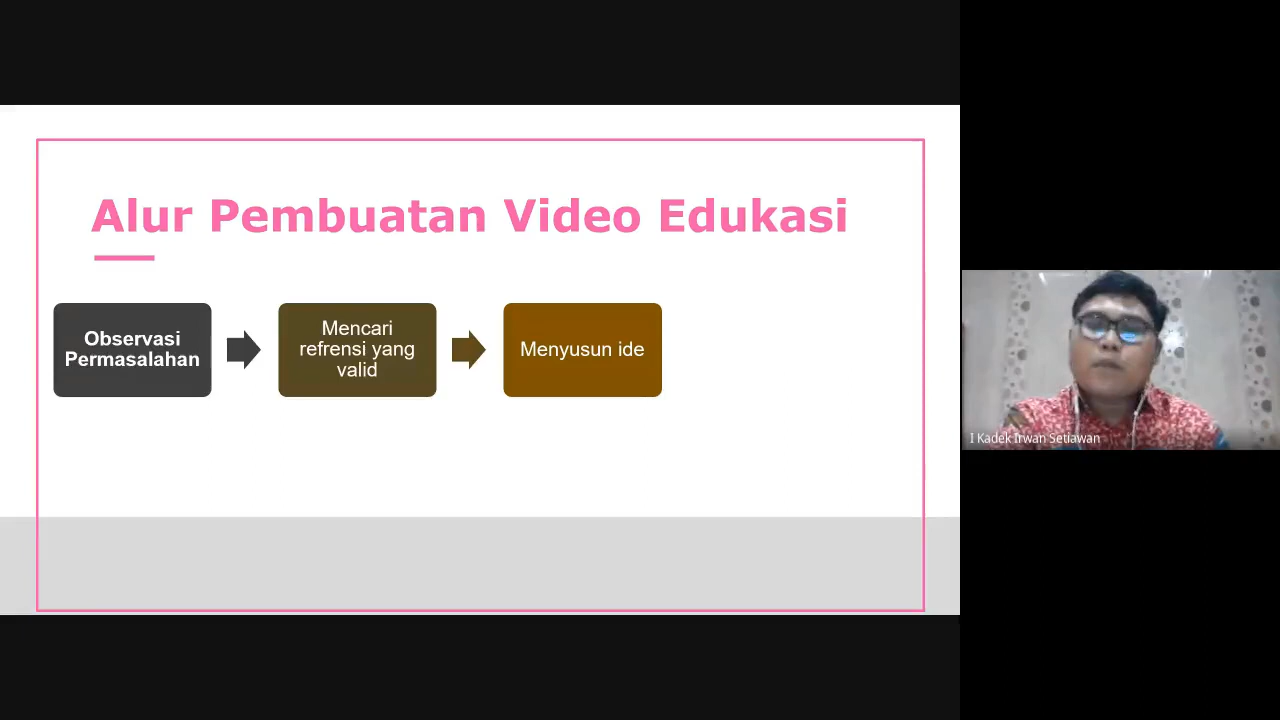 Alur Pembuatan Video Edukasi
Observasi
Permasalahan
Mencari
refrensi yang
valid
Menyusun ide
I Kadek Irwan Setiawan